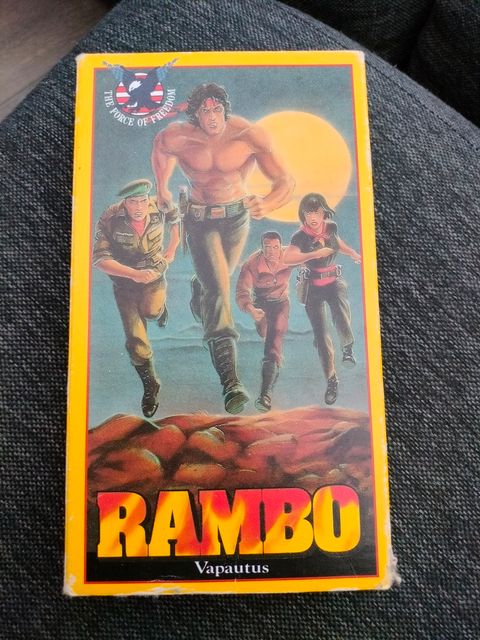 THE FORCE OF FREEDOM
RAMBO
Vapautus